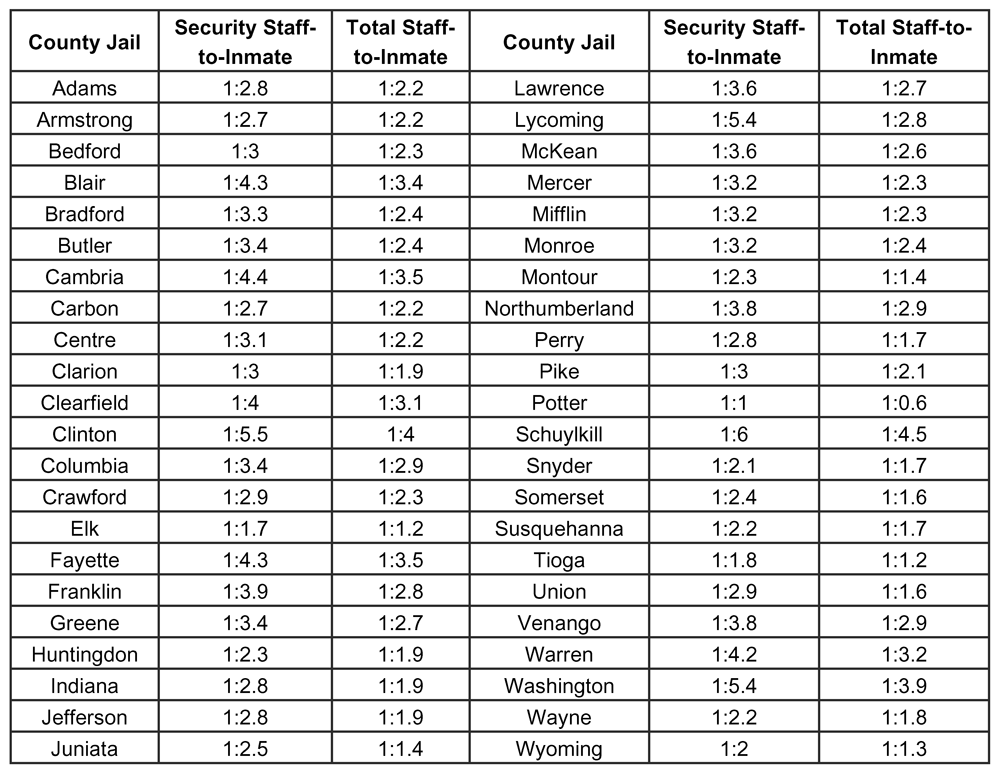 County Jail Security Staff-to-Inmate Total Staff-to-Inmate County Jail Security Staff-to-Inmate Total Staff-to-Inmate
Adams 1:2.8 1:2.2 Lawrence 1:3.6 1:2.7
Armstrong 1:2.7 1:2.2 Lycoming 1:5.4 1:2.8
Bedford 1:3 1:2.3 McKean 1:3.6 1:2.6
Blair 1:4.3 1:3.4 Mercer 1:3.2 1:2.3
Bradford 1:3.3 1:2.4 Mifflin 1:3.2 1:2.3
Butler 1:3.4 1:2.4 Monroe 1:3.2 1:2.4
Cambria 1:4.4 1:3.5 Montour 1:2.3 1:1.4
Carbon 1:2.7 1:2.2 Northumberland 1:3.8 1:2.9
Centre 1:3.1 1:2.2 Perry 1:2.8 1:1.7
Clarion 1:3 1:1.9 Pike 1:3 1:2.1
Clearfield 1:4 1:3.1 Potter 1:1 1:0.6
Clinton 1:5.5 1:4 Schuylkill 1:6 1:4.5
Columbia 1:3.4 1:2.9 Snyder 1:2.1 1:1.7
Crawford 1:2.9 1:2.3 Somerset 1:2.4 1:1.6
Elk 1:1.7 1:1.2 Susquehanna 1:2.2 1:1.7
Fayette 1:4.3 1:3.5 Tioga 1:1.8 1:1.2
Franklin 1:3.9 1:2.8 Union 1:2.9 1:1.6
Greene 1:3.4 1:2.7 Venango 1:3.8 1:2.9
Huntingdon 1:2.3 1:1.9 Warren 1:4.2 1:3.2
Indiana 1:2.8 1:1.9 Washington 1:5.4 1:3.9
Jefferson 1:2.8 1:1.9 Wayne 1:2.2 1:1.8
Juniata 1:2.5 1:1.4 Wyoming 1:2 1:1.3